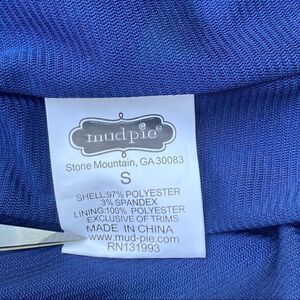 mudpie®
Stone Mountain, GA 30083
S
SHELL:97% POLYESTER
3% SPANDEX
LINING:100% POLYESTER
EXCLUSIVE OF TRIMS
MADE IN CHINA
www.mud-pie.com
RN131993